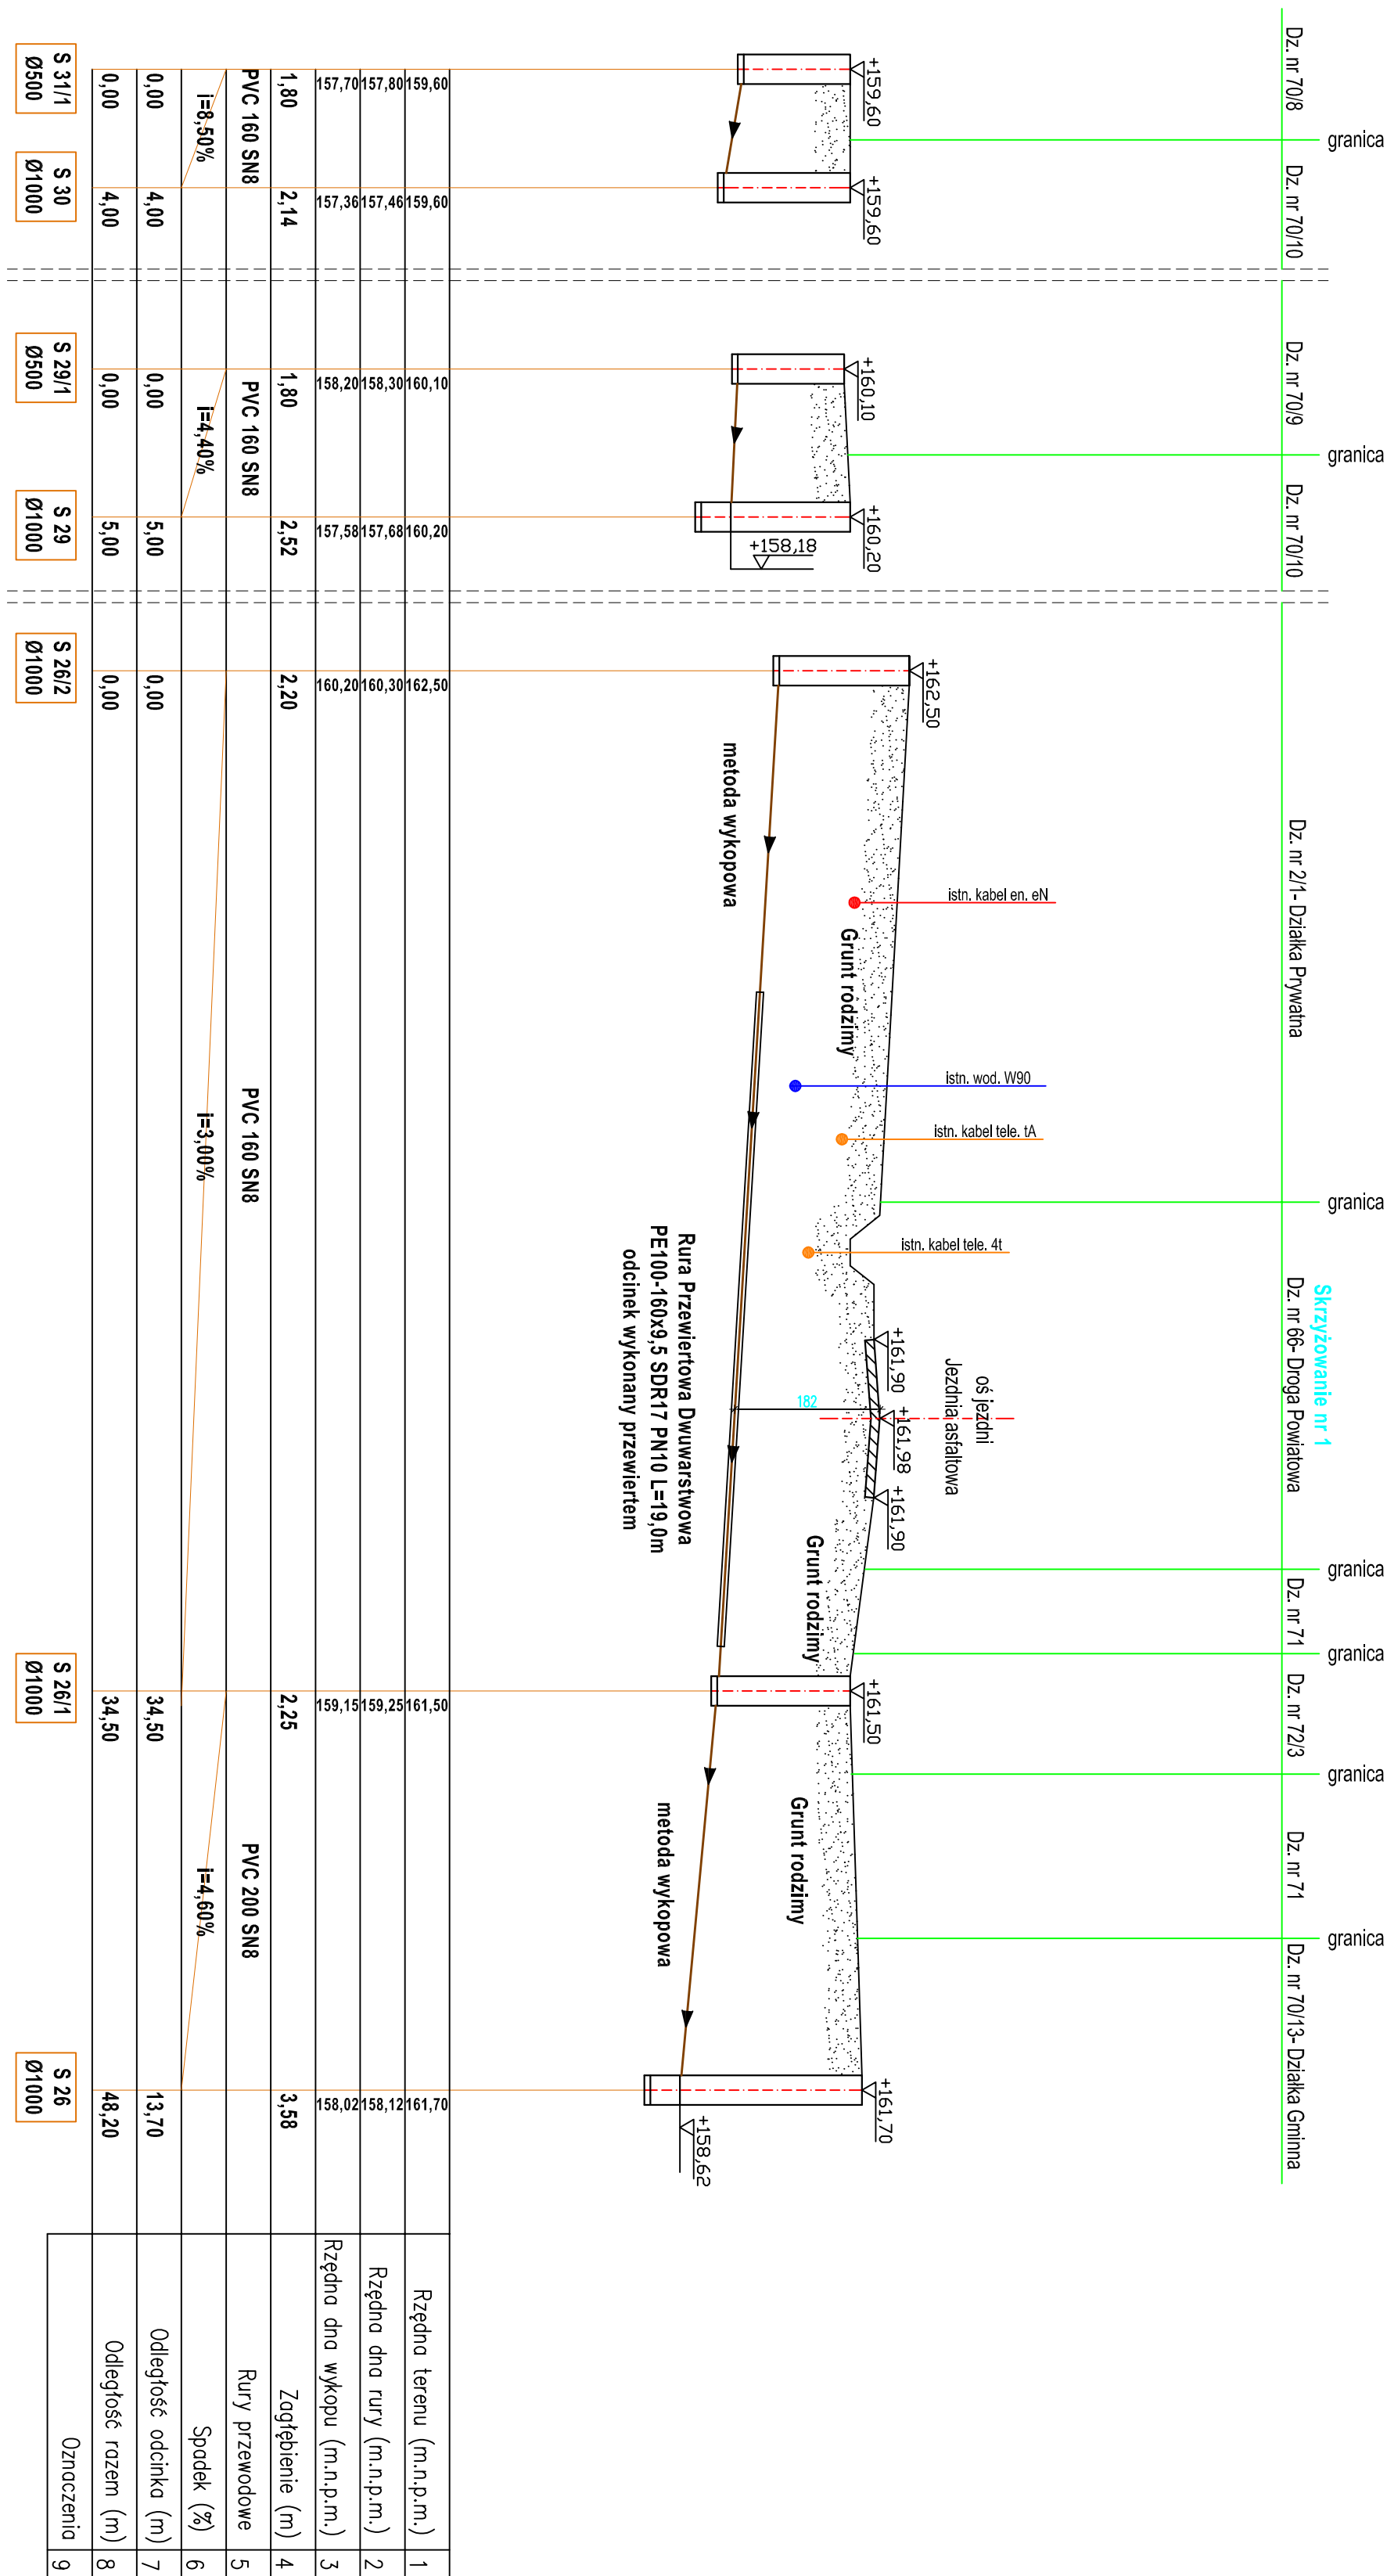 Dz. nr 70/8
granica
Dz. nr 70/10
Dz. nr 70/9
granica
Dz. nr 70/10
Dz. nr 2/1- Działka Prywatna
granica
Skrzyżowanie nr 1
Dz. nr 66- Droga Powiatowa
granica
Dz. nr 71
granica
Dz. nr 72/3
granica
Dz. nr 71
granica
Dz. nr 70/13- Działka Gminna
+159,60
+159,60
+160,10
+160,20
+158,18
+162,50
istn. kabel en. eN
istn. wod. W90
istn. kabel tele. tA
istn. kabel tele. 4t
oś jezdni
Jezdnia asfaltowa
+161,90
+161,98
+161,90
182
+161,50
+161,70
+158,62
Grunt rodzimy
Grunt rodzimy
Grunt rodzimy
metoda wykopowa
Rura Przewiertowa Dwuwarstwowa
PE100-160x9,5 SDR17 PN10 L=19,0m
odcinek wykonany przewiertem
metoda wykopowa
159,60 159,60 160,10 160,20 162,50 161,50 161,70 Rzędna terenu (m.n.p.m.) 1
157,80 157,46 158,30 157,68 160,30 159,25 158,12 Rzędna dna rury (m.n.p.m.) 2
157,70 157,36 158,20 157,58 160,20 159,15 158,02 Rzędna dna wykopu (m.n.p.m.) 3
1,80 2,14 1,80 2,52 2,20 2,25 3,58 Zagłębienie (m) 4
PVC 160 SN8 PVC 160 SN8 PVC 160 SN8 PVC 200 SN8 Rury przewodowe 5
i=8,50% i=4,40% i=3,00% i=4,60% Spadek (%) 6
0,00 4,00 0,00 5,00 0,00 34,50 13,70 Odległość odcinka (m) 7
0,00 4,00 0,00 5,00 0,00 34,50 48,20 Odległość razem (m) 8
S 31/1 S 30 S 29/1 S 29 S 26/2 S 26/1 S 26 Oznaczenia 9
Ø500 Ø1000 Ø500 Ø1000 Ø1000 Ø1000 Ø1000